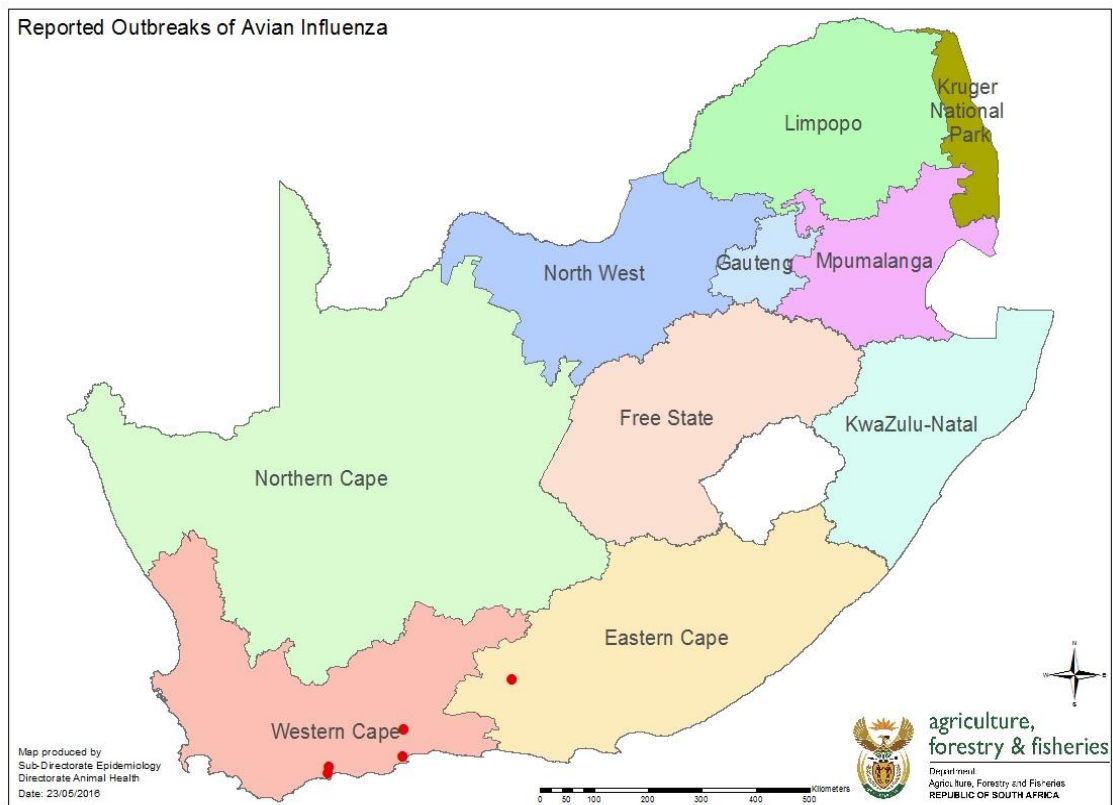 Reported Outbreaks of Avian Influenza
Kruger
National
Park
Limpopo
North West
Gauteng
Mpumalanga
Free State
KwaZulu-Natal
Northern Cape
Eastern Cape
Western Cape
N
W
E
S
agriculture,
forestry & fisheries
Department:
Agriculture, Forestry and Fisheries
REPUBLIC OF SOUTH AFRICA
Map produced by
Sub-Directorate Epidemiology
Directorate Animal Health
Date: 23/05/2016
Kilometers
0 50 100 200 300 400 500